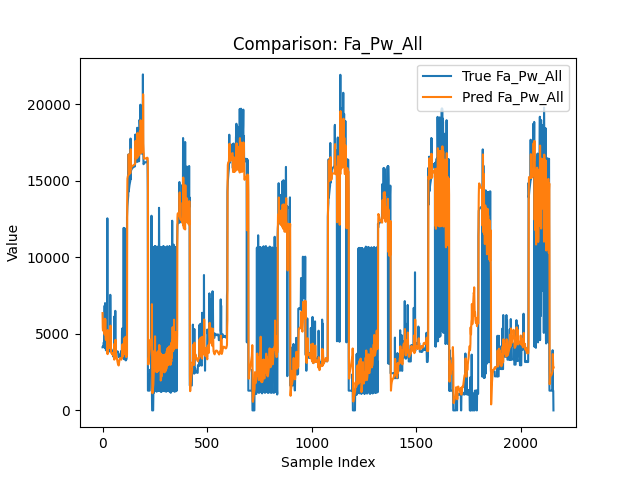 Comparison: Fa_Pw_All
True Fa_Pw_All
Pred Fa_Pw_All
Value
20000
15000
10000
5000
0
0
500
1000
1500
2000
Sample Index